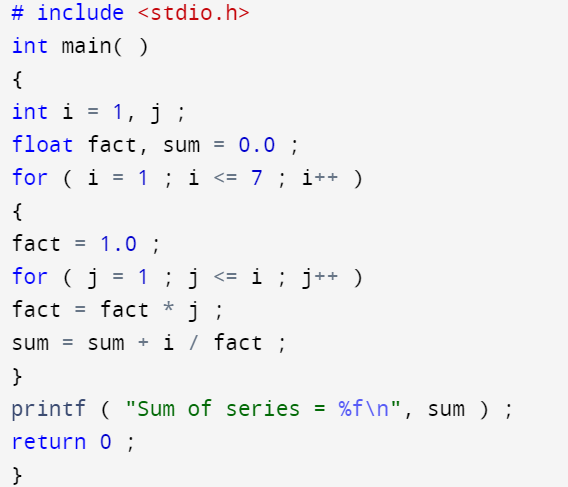 # include <stdio.h>
int main( )
{
int i = 1, j ;
float fact, sum = 0.0 ;
for ( i = 1 ; i <= 7 ; i++ )
{
fact = 1.0 ;
for ( j = 1 ; j <= i ; j++ )
fact = fact * j ;
sum = sum + i / fact ;
}
printf ( "Sum of series = %f\n", sum ) ;
return 0 ;
}